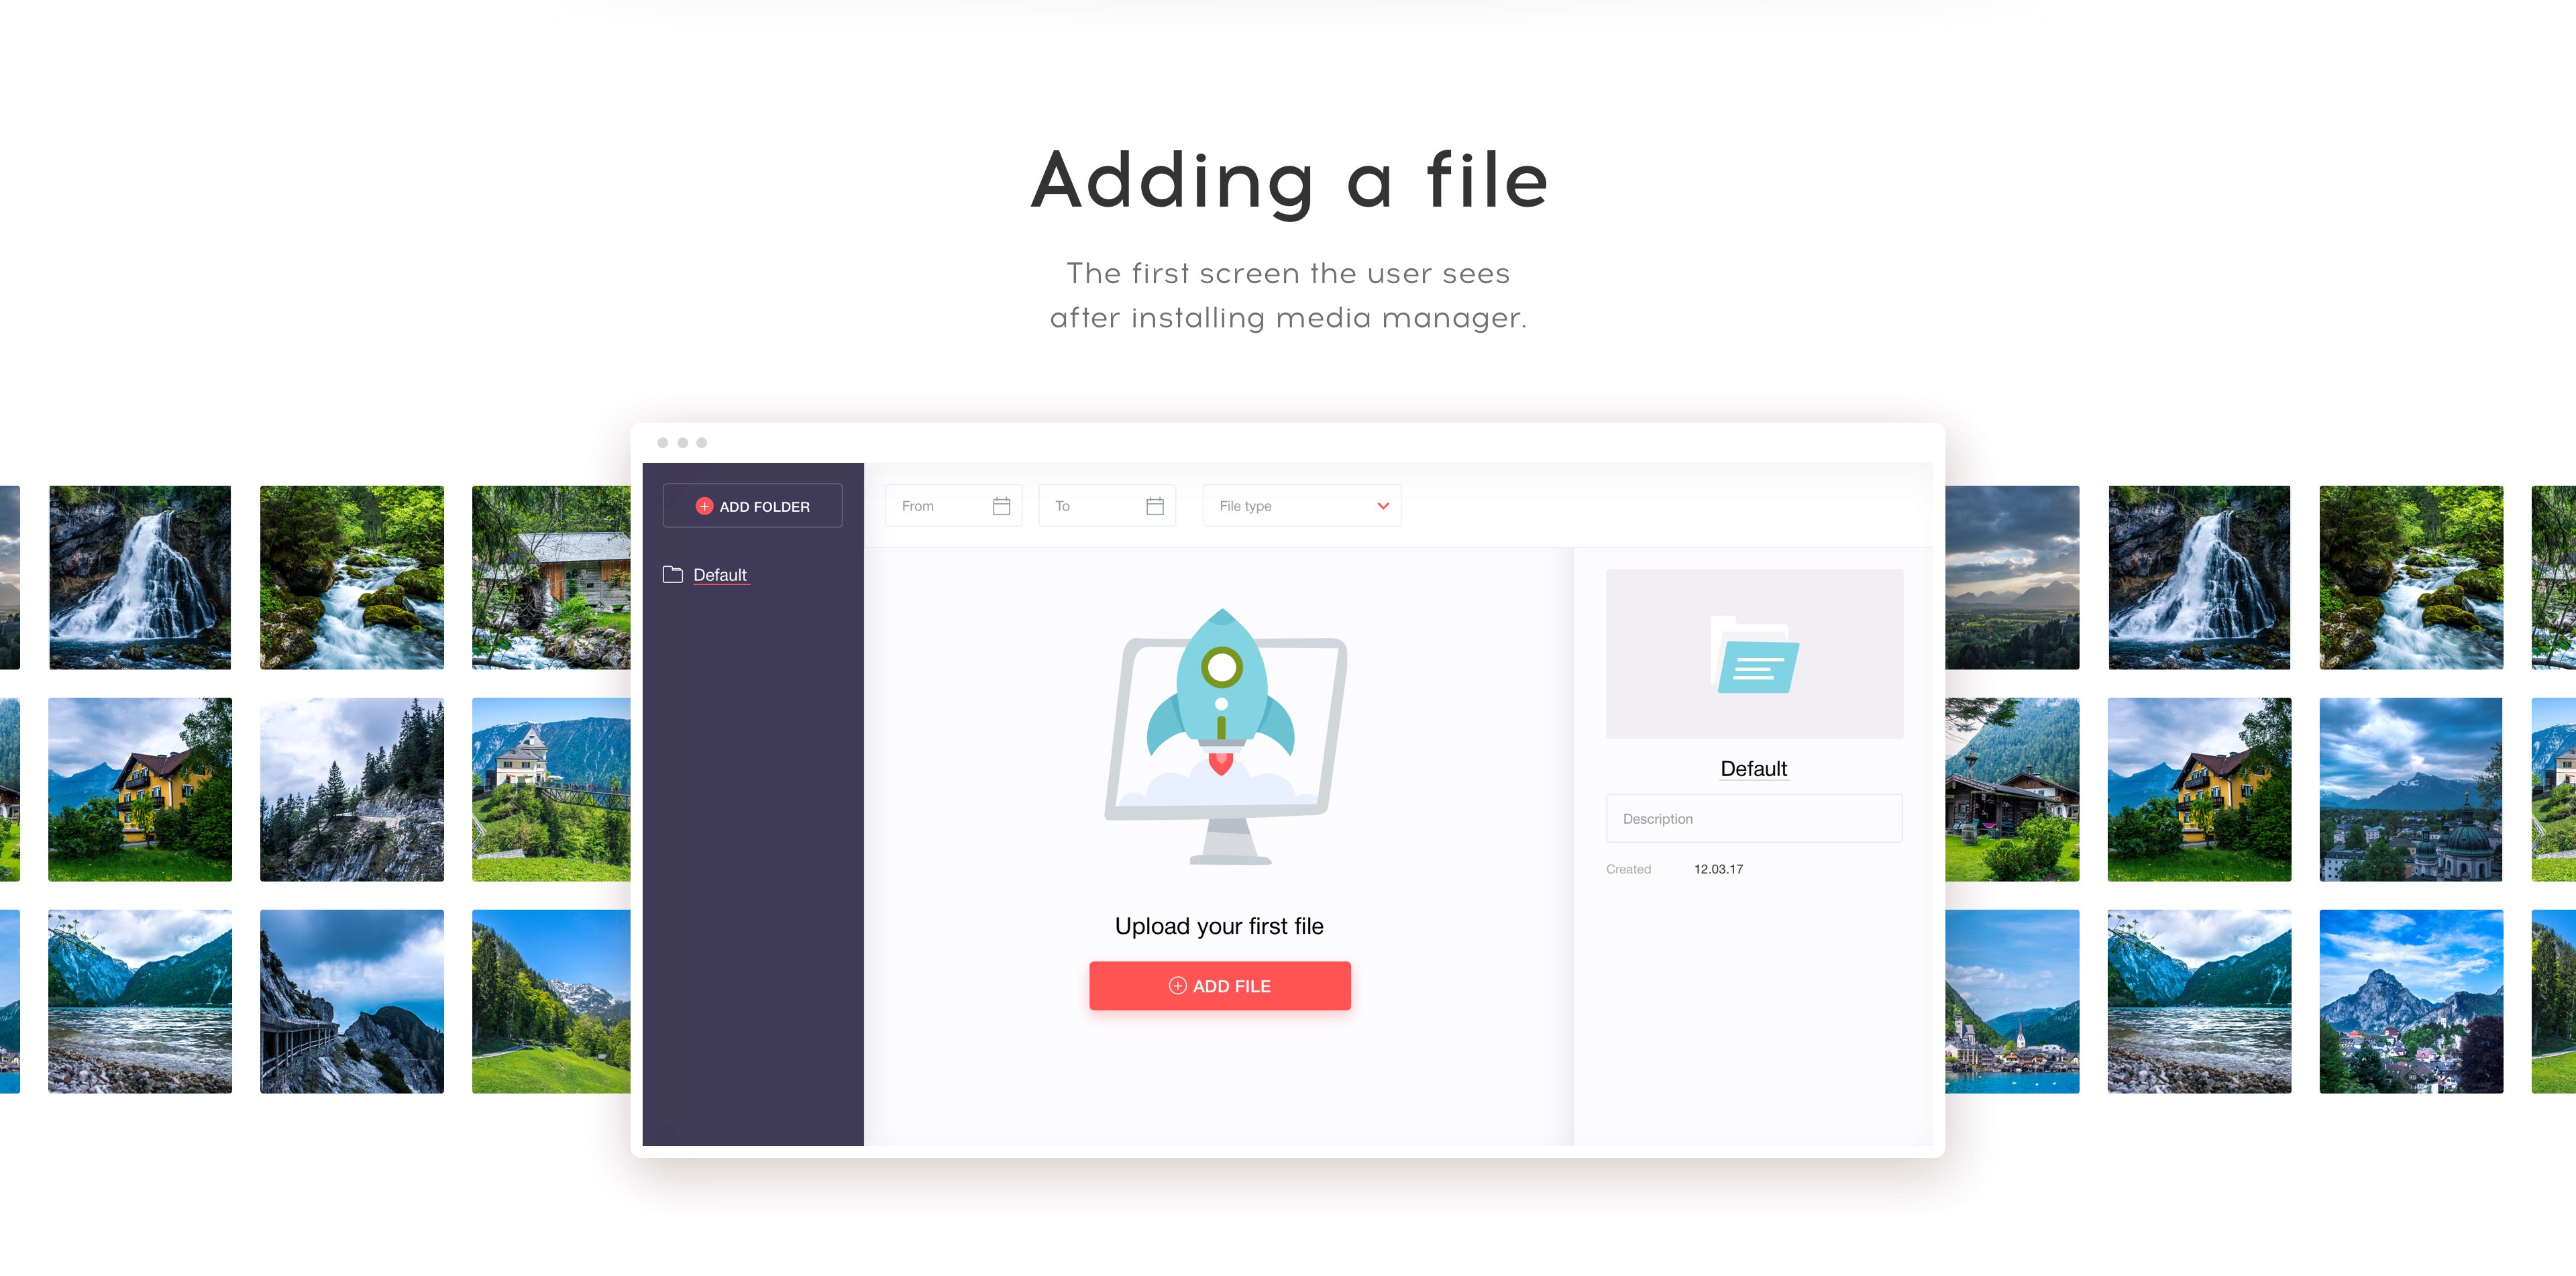 Adding a file
The first screen the user sees
after installing media manager.
ADD FOLDER
From
To
File type
Default
Default
Description
Created 12.03.17
Upload your first file
ADD FILE